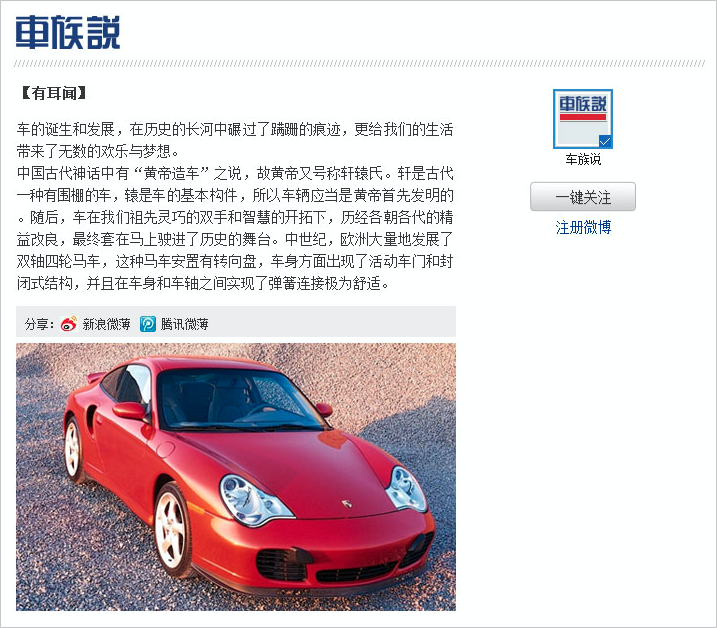 車族説
【有耳闻】
车的诞生和发展，在历史的长河中碾过了蹒跚的痕迹，更给我们的生活
带来了无数的欢乐与梦想。
中国古代神话中有“黄帝造车”之说，故黄帝又号称轩辕氏。轩是古代
一种有围棚的车，辕是车的基本构件，所以车辆应当是黄帝首先发明的
。随后，车在我们祖先灵巧的双手和智慧的开拓下，历经各朝各代的精
益改良，最终套在马上驶进了历史的舞台。中世纪，欧洲大量地发展了
双轴四轮马车，这种马车安置有转向盘，车身方面出现了活动车门和封
闭式结构，并且在车身和车轴之间实现了弹簧连接极为舒适。
分享： 新浪微薄 腾讯微薄
車族説
车族说
一键关注
注册微博